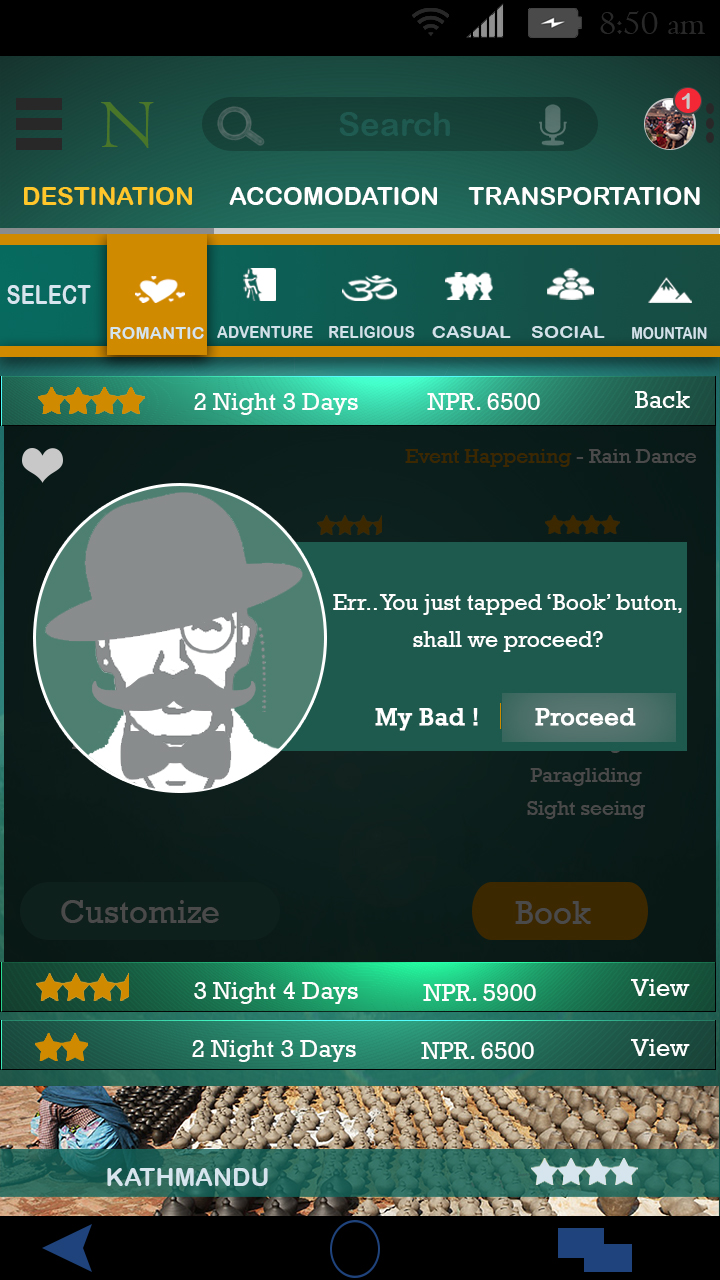 8:50 am
N
Search
1
DESTINATION ACCOMODATION TRANSPORTATION
SELECT
ROMANTIC ADVENTURE RELIGIOUS CASUAL SOCIAL MOUNTAIN
2 Night 3 Days NPR. 6500 Back
Event Happening - Rain Dance
Err..You just tapped ‘Book’ buton,
shall we proceed?
My Bad ! Proceed
Paragliding
Sight seeing
Customize Book
3 Night 4 Days NPR. 5900 View
2 Night 3 Days NPR. 6500 View
KATHMANDU